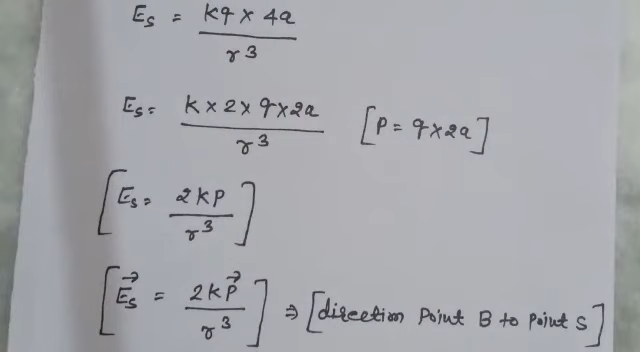 Es = kq × 4a / r3
Es = k × 2 × q × 2a / r3 [P = q × 2a]
[Es = 2kP / r3]
[E⃗s = 2kP⃗ / r3] ⇒ [direction Point B to point S]